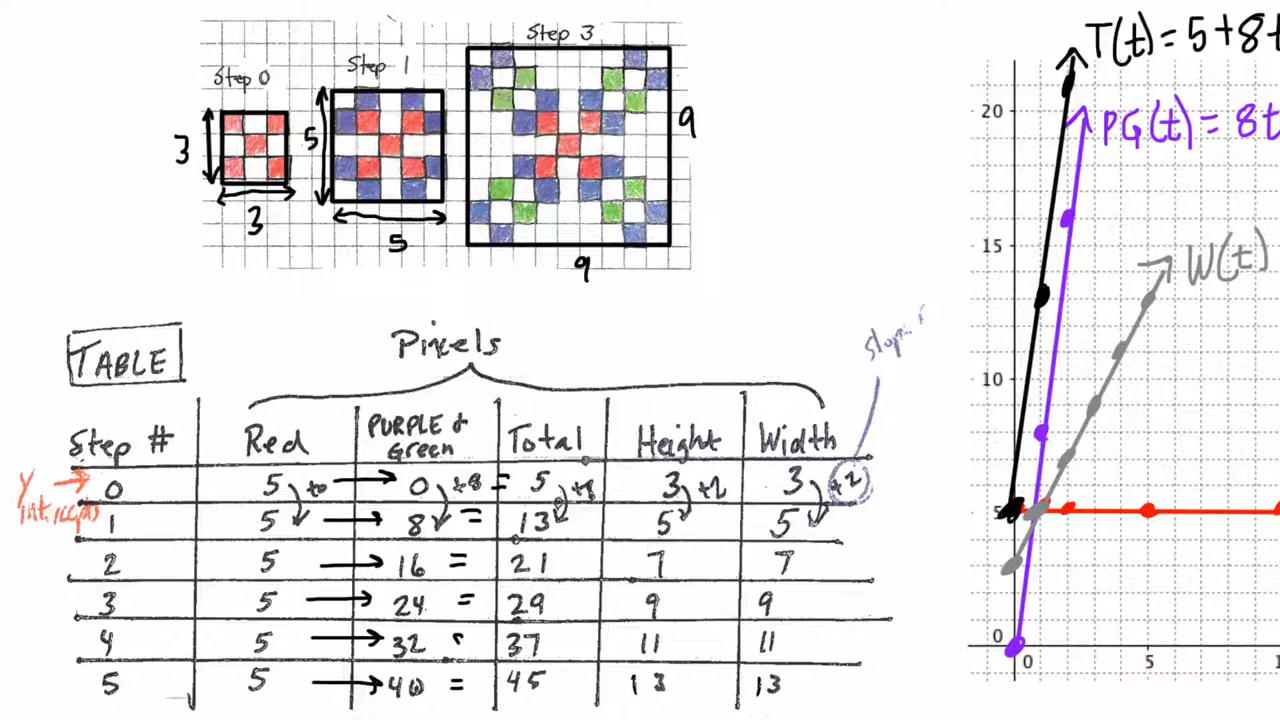 Step 0
Step 1
Step 3
3
3
5
5
9
9
TABLE
Pixels
Step # Red PURPLE & Green Total Height Width
0 5 +0 0 +8 = 5 +8 3 +2 3 +2
1 5 8 = 13 5 5
2 5 16 = 21 7 7
3 5 24 = 29 9 9
4 5 32 37 11 11
5 5 40 = 45 13 13
Y
T(t) = 5+8t
PG(t) = 8t
W(t)
20
15
10
5
0
0 5